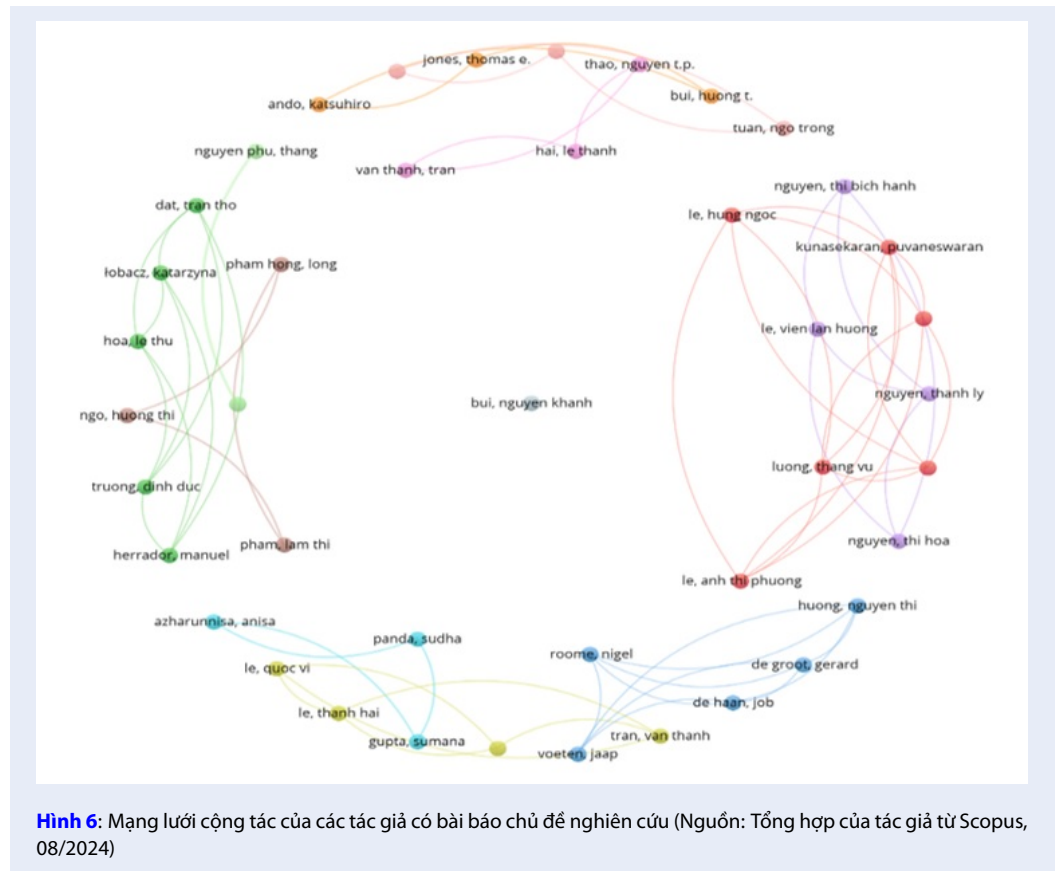 jones, thomas e.
thao, nguyen t.p.
bui, huong t.
ando, katsuhiro
tuan, ngo trong
nguyen phu, thang
hai, le thanh
van thanh, tran
nguyen, thi bich hanh
dat, tran tho
le, hung ngoc
kunasekaran, puvaneswaran
pham hong, long
łobacz, katarzyna
le, vien lan huong
hoa, le thu
nguyen, thanh ly
bui, nguyen khanh
ngo, huong thi
luong, thang vu
truong, dinh duc
nguyen, thi hoa
pham, lam thi
herrador, manuel
le, anh thi phuong
huong, nguyen thi
azharunnisa, anisa
panda, sudha
roome, nigel
de groot, gerard
le, quoc vi
de haan, job
le, thanh hai
tran, van thanh
gupta, sumana
voeten, jaap
Hình 6: Mạng lưới cộng tác của các tác giả có bài báo chủ đề nghiên cứu (Nguồn: Tổng hợp của tác giả từ Scopus,
08/2024)